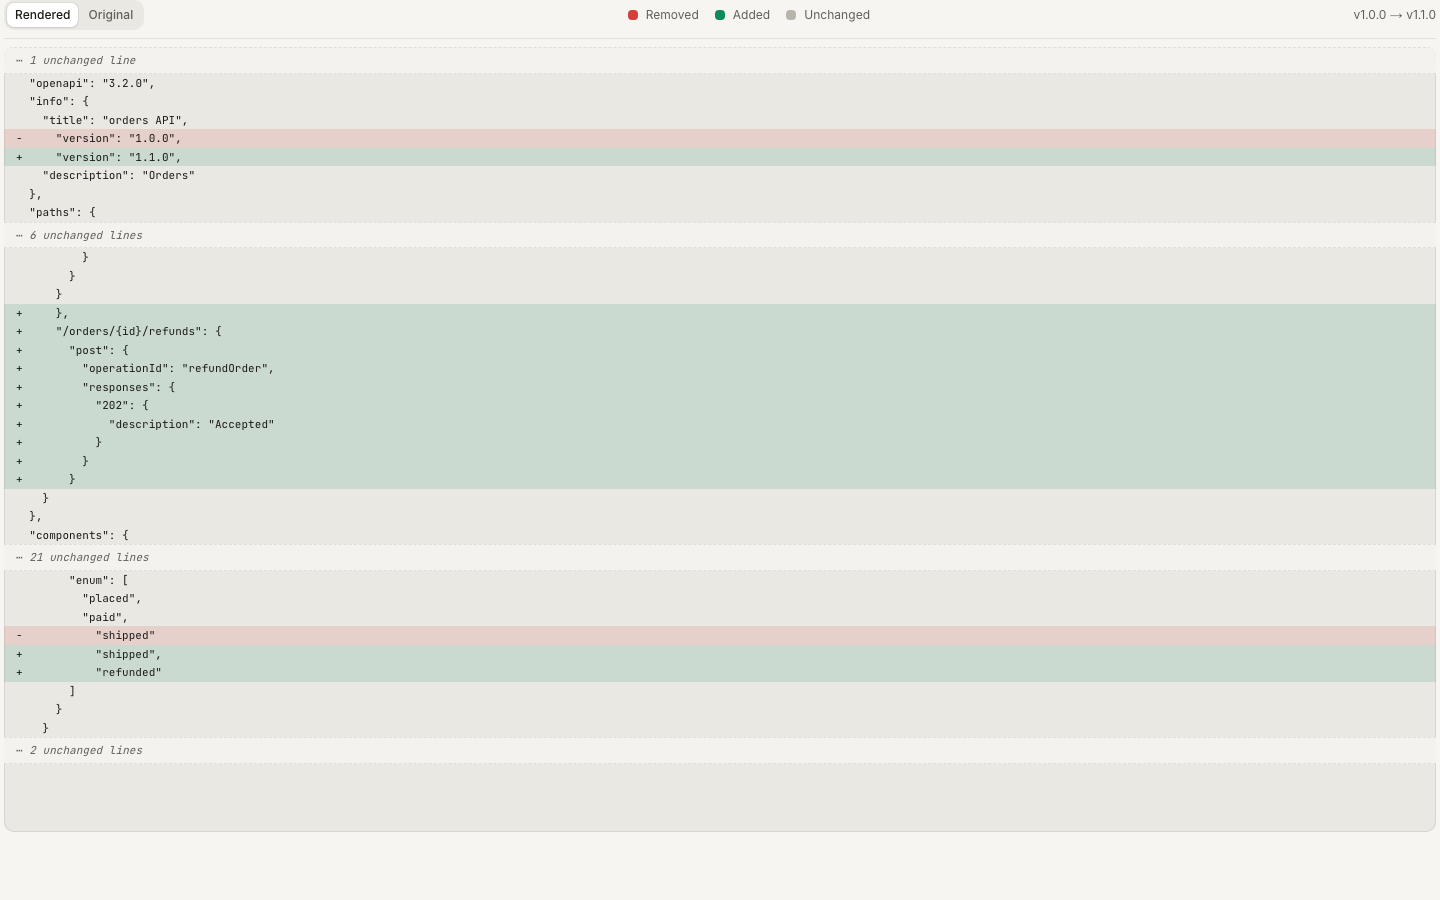 Rendered Original Removed Added Unchanged v1.0.0 → v1.1.0
⋯ 1 unchanged line
  "openapi": "3.2.0",
  "info": {
    "title": "orders API",
-     "version": "1.0.0",
+     "version": "1.1.0",
    "description": "Orders"
  },
  "paths": {
⋯ 6 unchanged lines
          }
        }
      }
+     },
+     "/orders/{id}/refunds": {
+       "post": {
+         "operationId": "refundOrder",
+         "responses": {
+           "202": {
+             "description": "Accepted"
+           }
+         }
+       }
    }
  },
  "components": {
⋯ 21 unchanged lines
        "enum": [
          "placed",
          "paid",
-           "shipped"
+           "shipped",
+           "refunded"
        ]
      }
    }
⋯ 2 unchanged lines